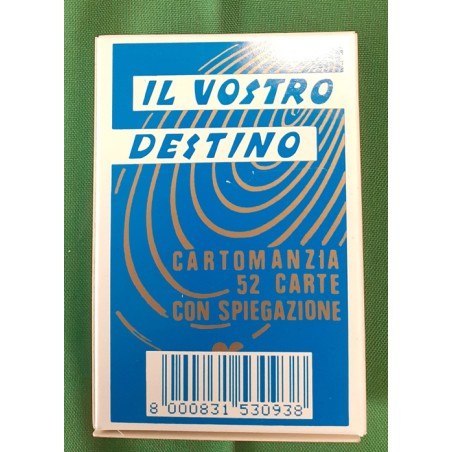 IL VOSTRO
DESTINO
CARTOMANZIA
52 CARTE
CON SPIEGAZIONE
8 000831 530938